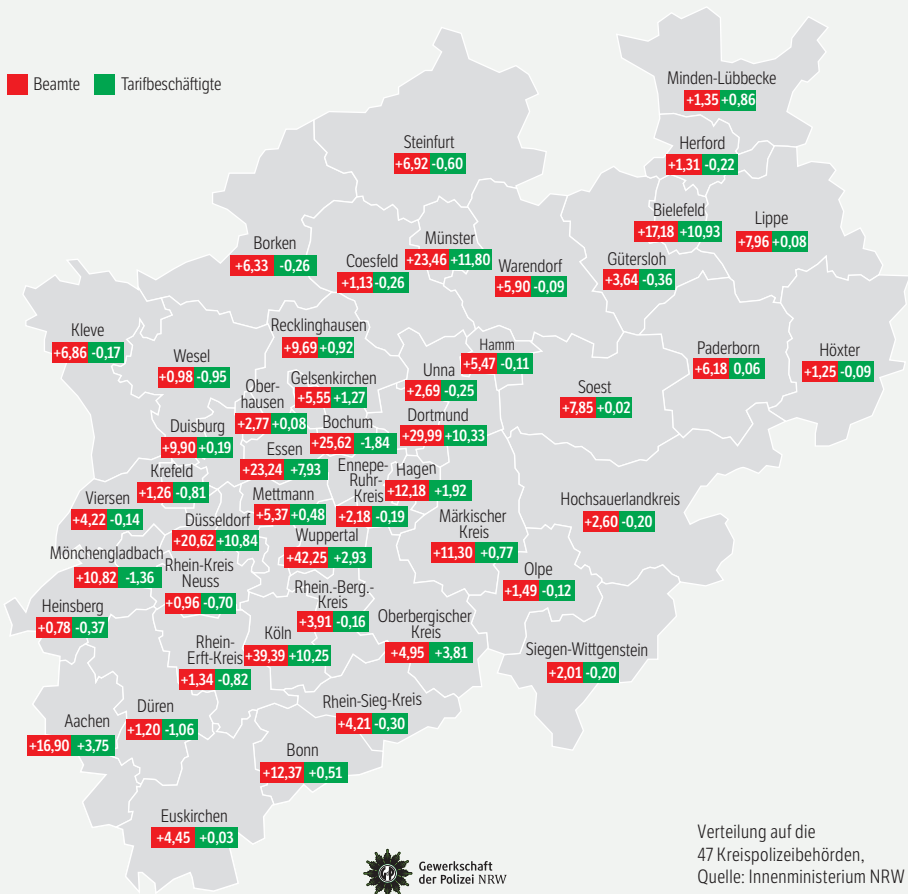 Beamte Tarifbeschäftigte
Minden-Lübbecke
+1,35 +0,86
Steinfurt
+6,92 -0,60
Herford
+1,31 -0,22
Bielefeld
+17,18 +10,93
Lippe
+7,96 +0,08
Borken
+6,33 -0,26
Coesfeld
+1,13 -0,26
Münster
+23,46 +11,80
Warendorf
+5,90 -0,09
Gütersloh
+3,64 -0,36
Kleve
+6,86 -0,17
Wesel
+0,98 -0,95
Recklinghausen
+9,69 +0,92
Hamm
+5,47 -0,11
Paderborn
+6,18 0,06
Höxter
+1,25 -0,09
Ober-
hausen
+2,77 +0,08
Gelsenkirchen
+5,55 +1,27
Unna
+2,69 -0,25
Soest
+7,85 +0,02
Duisburg
+9,90 +0,19
Bochum
+25,62 -1,84
Dortmund
+29,99 +10,33
Essen
+23,24 +7,93
Krefeld
+1,26 -0,81
Ennepe-
Ruhr-
Kreis
+2,18 -0,19
Hagen
+12,18 +1,92
Viersen
+4,22 -0,14
Mettmann
+5,37 +0,48
Düsseldorf
+20,62 +10,84
Hochsauerlandkreis
+2,60 -0,20
Märkischer
Kreis
+11,30 +0,77
Wuppertal
+42,25 +2,93
Mönchengladbach
+10,82 -1,36
Rhein-Kreis
Neuss
+0,96 -0,70
Olpe
+1,49 -0,12
Heinsberg
+0,78 -0,37
Rhein.-Berg.-
Kreis
+3,91 -0,16
Oberbergischer
Kreis
+4,95 +3,81
Rhein-
Erft-Kreis
+1,34 -0,82
Köln
+39,39 +10,25
Siegen-Wittgenstein
+2,01 -0,20
Rhein-Sieg-Kreis
+4,21 -0,30
Aachen
+16,90 +3,75
Düren
+1,20 -1,06
Bonn
+12,37 +0,51
Euskirchen
+4,45 +0,03
GdP
Gewerkschaft
der Polizei NRW
Verteilung auf die
47 Kreispolizeibehörden,
Quelle: Innenministerium NRW